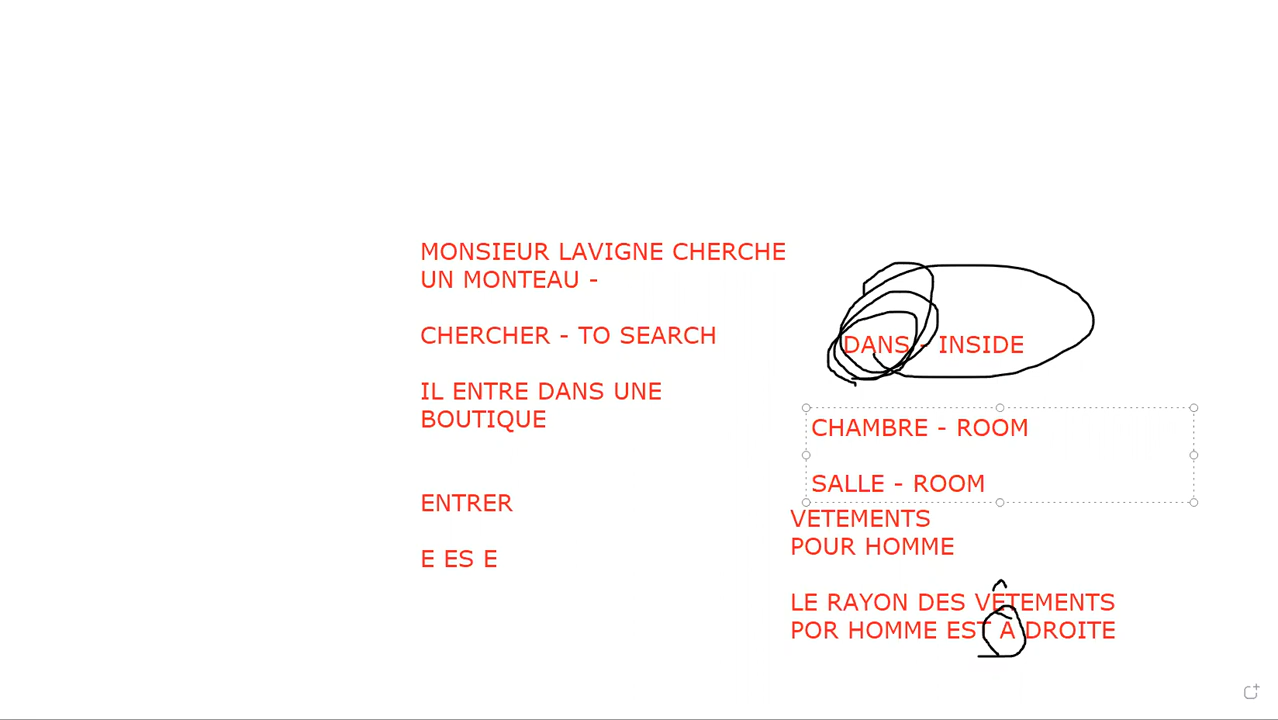 MONSIEUR LAVIGNE CHERCHE
UN MONTEAU -
CHERCHER - TO SEARCH
IL ENTRE DANS UNE
BOUTIQUE
ENTRER
E ES E
DANS - INSIDE
CHAMBRE - ROOM
SALLE - ROOM
VETEMENTS
POUR HOMME
LE RAYON DES VÊTEMENTS
POR HOMME EST À DROITE